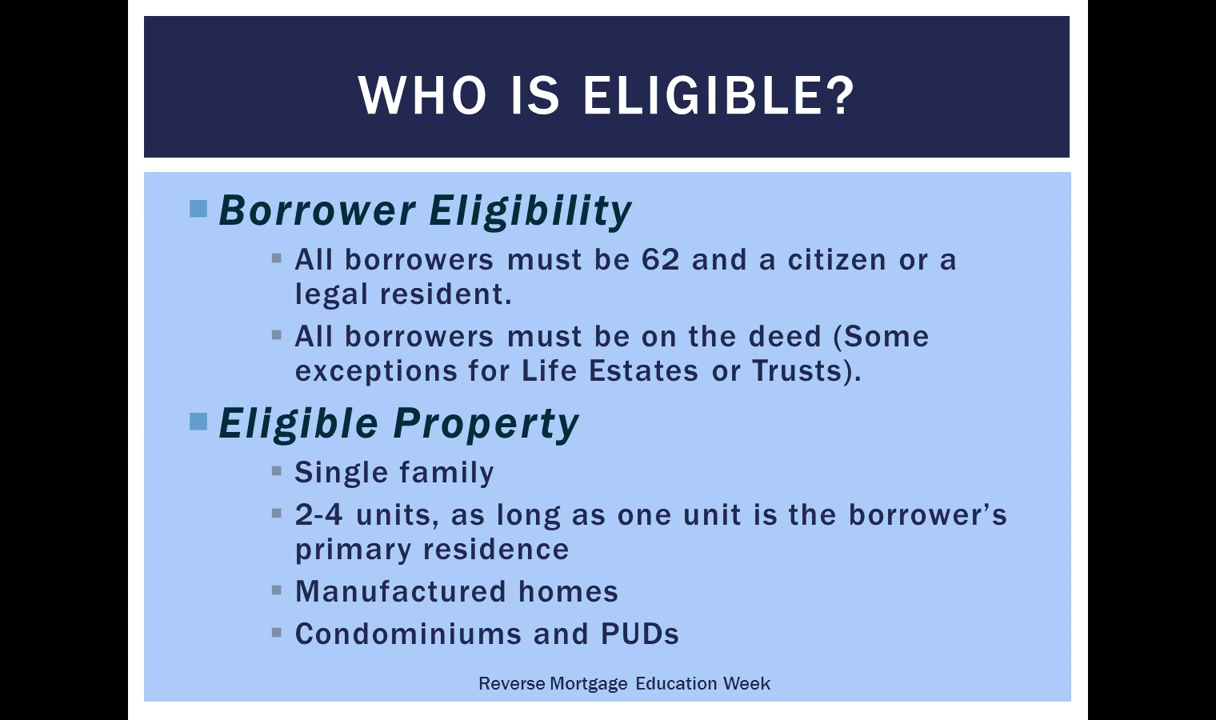 WHO IS ELIGIBLE?
Borrower Eligibility
All borrowers must be 62 and a citizen or a
legal resident.
All borrowers must be on the deed (Some
exceptions for Life Estates or Trusts).
Eligible Property
Single family
2-4 units, as long as one unit is the borrower’s
primary residence
Manufactured homes
Condominiums and PUDs
Reverse Mortgage Education Week